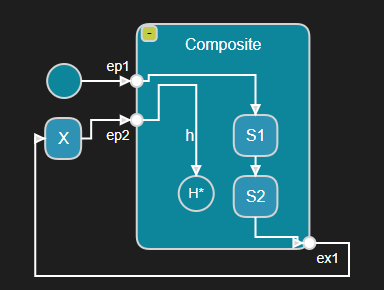 -
Composite
ep1
ep2
X
h
S1
H*
S2
ex1